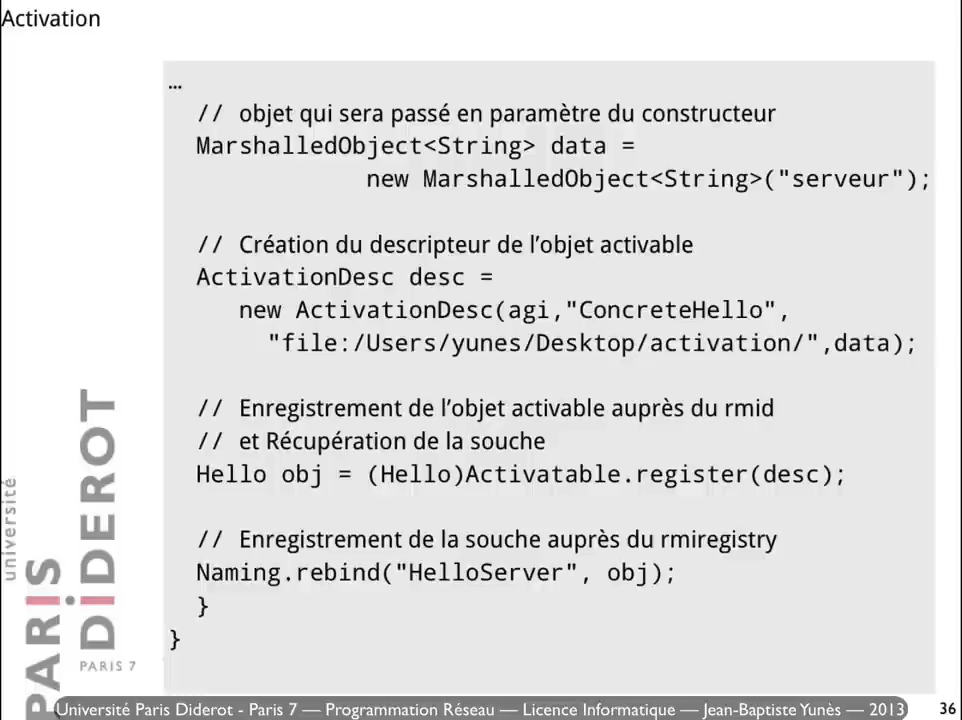 Activation
…
// objet qui sera passé en paramètre du constructeur
MarshalledObject<String> data =
new MarshalledObject<String>("serveur");
// Création du descripteur de l’objet activable
ActivationDesc desc =
new ActivationDesc(agi,"ConcreteHello",
"file:/Users/yunes/Desktop/activation/",data);
// Enregistrement de l’objet activable auprès du rmid
// et Récupération de la souche
Hello obj = (Hello)Activatable.register(desc);
// Enregistrement de la souche auprès du rmiregistry
Naming.rebind("HelloServer", obj);
}
}
université
PARIS
DIDEROT
PARIS 7
Université Paris Diderot - Paris 7 — Programmation Réseau — Licence Informatique — Jean-Baptiste Yunès — 2013
36